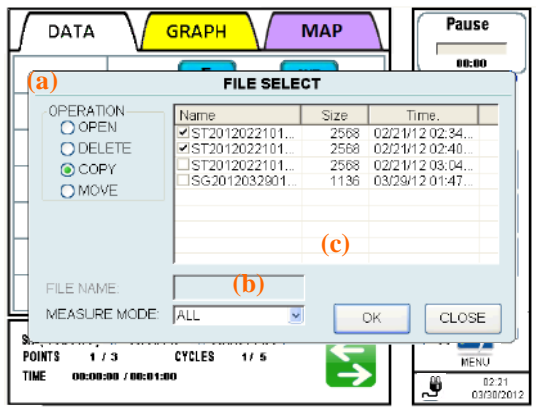 DATA GRAPH MAP
Pause
00:00
(a) FILE SELECT
OPERATION
OPEN
DELETE
COPY
MOVE
Name Size Time.
ST2012022101... 2568 02/21/12 02:34...
ST2012022101... 2568 02/21/12 02:40...
ST2012022101... 2568 02/21/12 03:04...
SG2012032901... 1136 03/29/12 01:47...
(c)
FILE NAME: (b)
MEASURE MODE: ALL
OK CLOSE
POINTS 1 / 3 CYCLES 1 / 5
TIME 00:00:00 / 00:01:00
MENU
02:21
03/30/2012